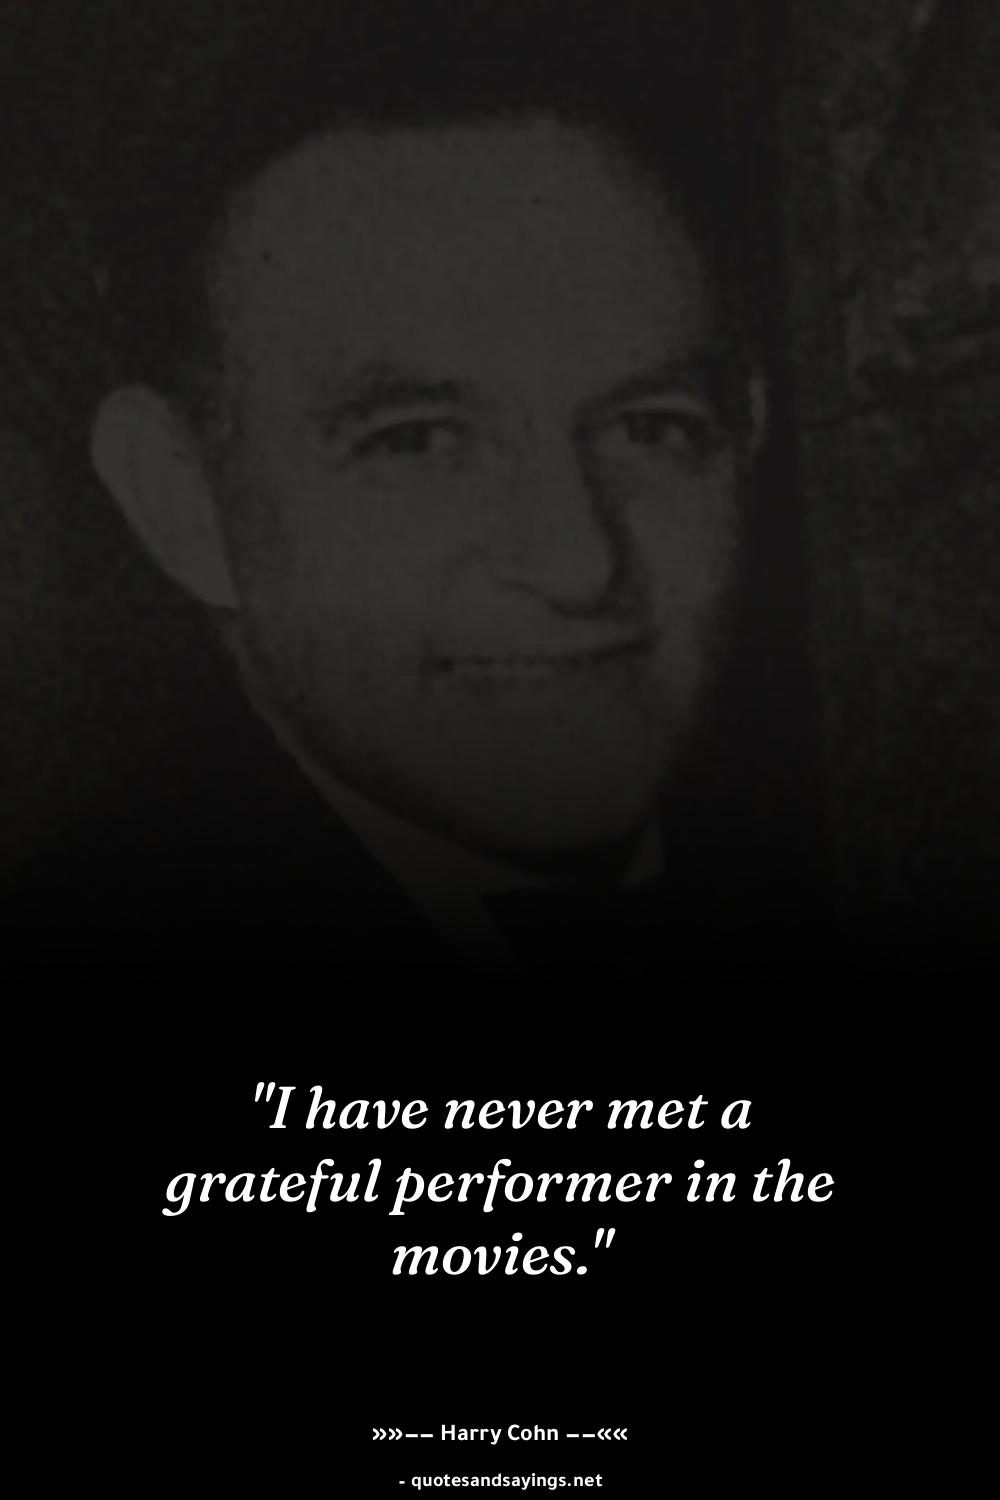 "I have never met a
grateful performer in the
movies."
»»–– Harry Cohn ––««
- quotesandsayings.net